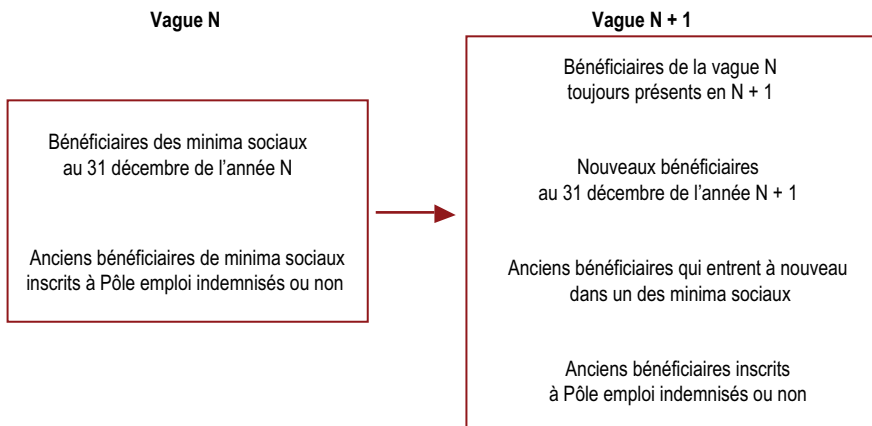 Vague N
Bénéficiaires des minima sociaux
au 31 décembre de l'année N
Anciens bénéficiaires de minima sociaux
inscrits à Pôle emploi indemnisés ou non
Vague N + 1
Bénéficiaires de la vague N
toujours présents en N + 1
Nouveaux bénéficiaires
au 31 décembre de l'année N + 1
Anciens bénéficiaires qui entrent à nouveau
dans un des minima sociaux
Anciens bénéficiaires inscrits
à Pôle emploi indemnisés ou non